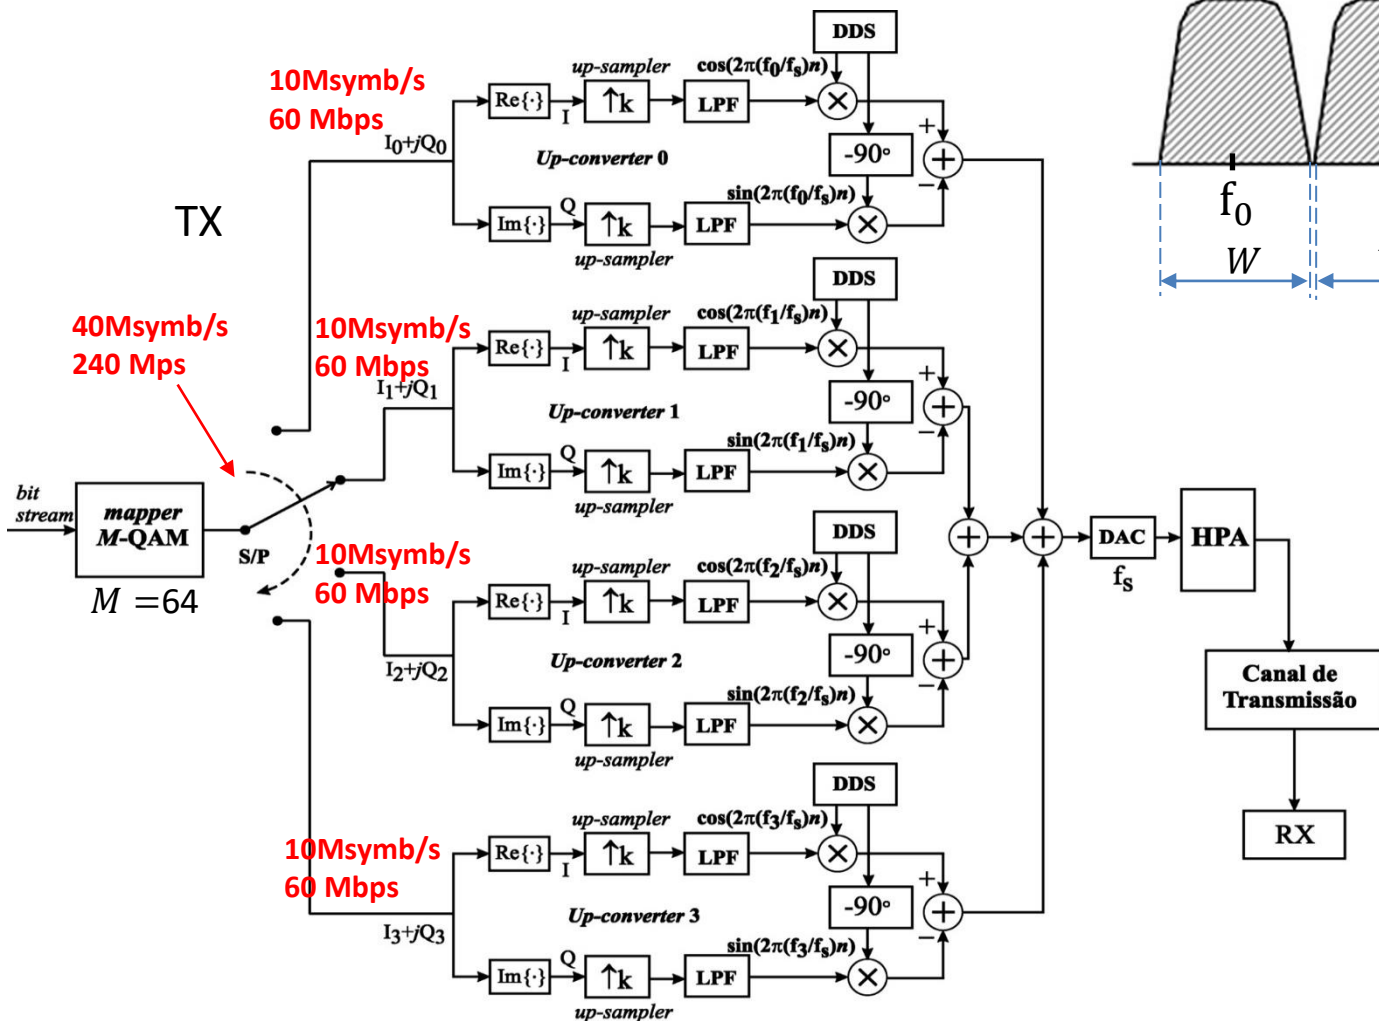 DDS
10Msymb/s
60 Mbps
up-sampler
cos(2π(f₀/fₛ)n)
Re{·}
I
↑k
LPF
I₀+jQ₀
Up-converter 0
-90°
+
−
Q
sin(2π(f₀/fₛ)n)
Im{·}
↑k
LPF
up-sampler
f₀
W
TX
DDS
10Msymb/s
60 Mbps
up-sampler
cos(2π(f₁/fₛ)n)
Re{·}
I
↑k
LPF
I₁+jQ₁
Up-converter 1
-90°
+
−
Q
sin(2π(f₁/fₛ)n)
Im{·}
↑k
LPF
up-sampler
40Msymb/s
240 Mps
bit
stream
mapper
M-QAM
S/P
M =64
DDS
10Msymb/s
60 Mbps
up-sampler
cos(2π(f₂/fₛ)n)
Re{·}
I
↑k
LPF
I₂+jQ₂
Up-converter 2
-90°
+
−
Q
sin(2π(f₂/fₛ)n)
Im{·}
↑k
LPF
up-sampler
DAC
fₛ
HPA
Canal de
Transmissão
RX
DDS
10Msymb/s
60 Mbps
up-sampler
cos(2π(f₃/fₛ)n)
Re{·}
I
↑k
LPF
I₃+jQ₃
Up-converter 3
-90°
+
−
Q
sin(2π(f₃/fₛ)n)
Im{·}
↑k
LPF
up-sampler